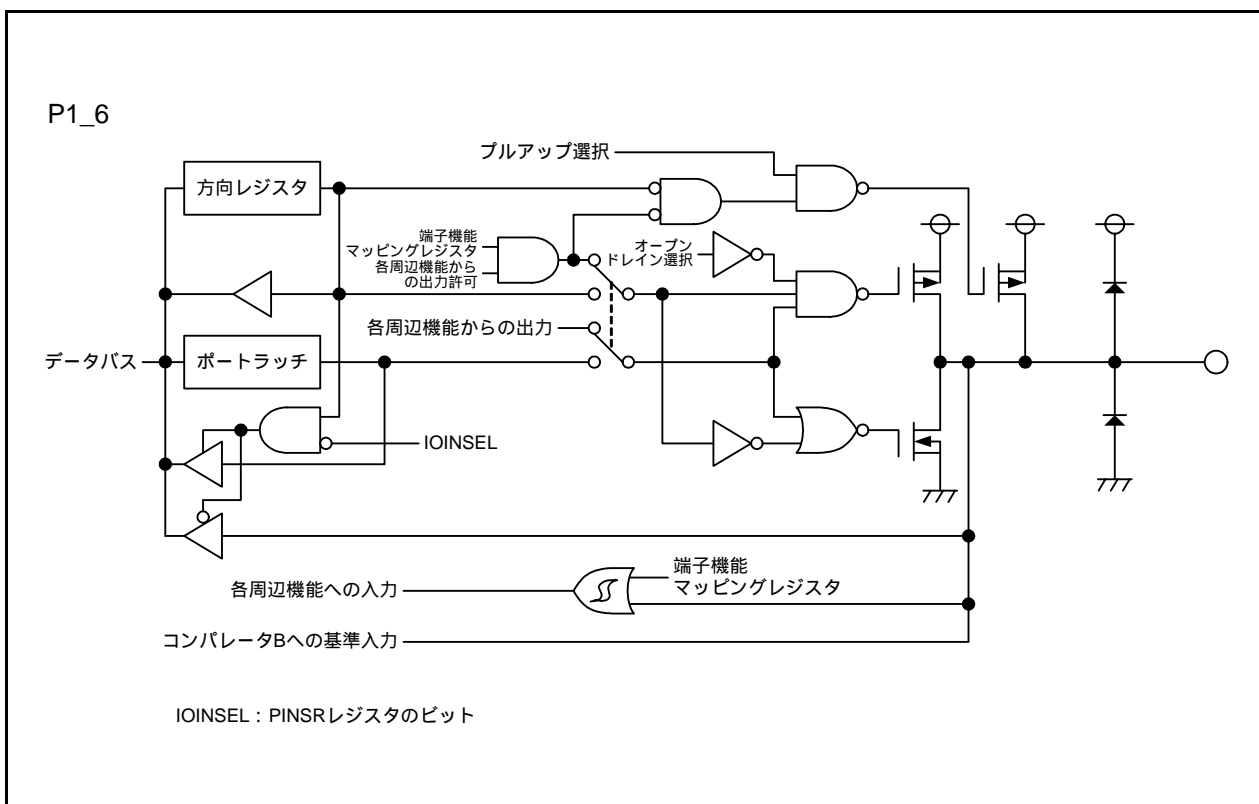 P1_6
プルアップ選択
方向レジスタ
端子機能
マッピングレジスタ
各周辺機能から
の出力許可
オープン
ドレイン選択
各周辺機能からの出力
データバス
ポートラッチ
IOINSEL
端子機能
マッピングレジスタ
各周辺機能への入力
コンパレータBへの基準入力
IOINSEL：PINSRレジスタのビット